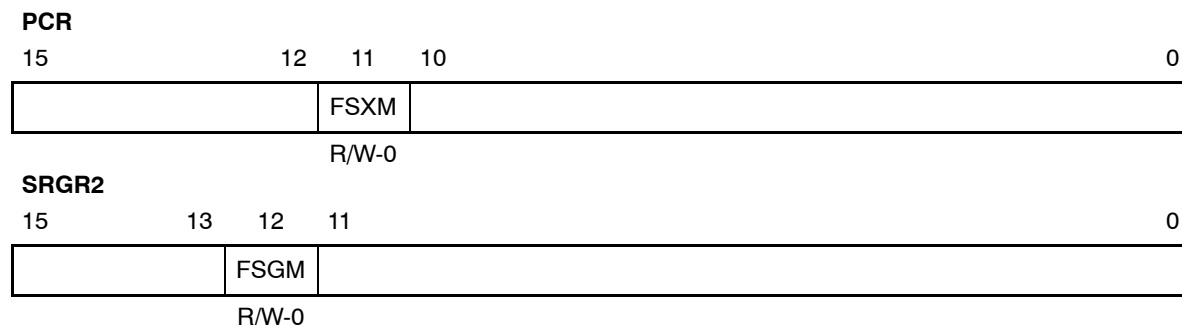 PCR
15 12 11 10 0
FSXM
R/W-0
SRGR2
15 13 12 11 0
FSGM
R/W-0